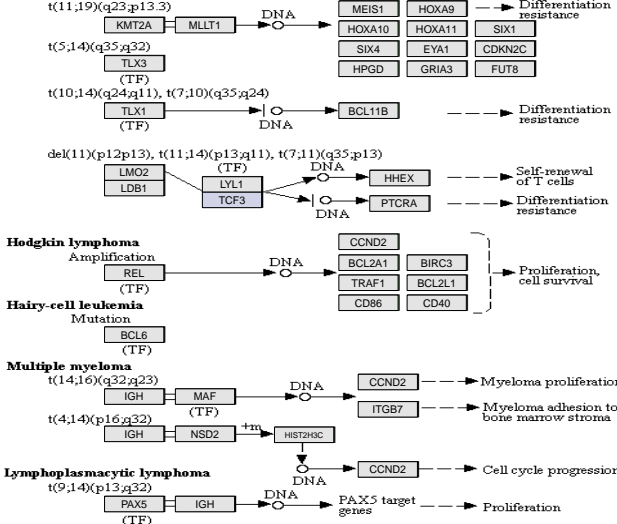 t(11;19)(q23;p13.3)
KMT2A MLLT1 DNA MEIS1 HOXA9 Differentiation resistance
HOXA10 HOXA11 SIX1
t(5;14)(q35;q32)
TLX3 SIX4 EYA1 CDKN2C
(TF) HPGD GRIA3 FUT8
t(10;14)(q24;q11), t(7;10)(q35;q24)
TLX1 BCL11B Differentiation
(TF) DNA resistance
del(11)(p12p13), t(11;14)(p13;q11), t(7;11)(q35;p13)
(TF) DNA
LMO2 LYL1 HHEX Self-renewal of T cells
LDB1 TCF3 PTCRA Differentiation resistance
DNA
Hodgkin lymphoma CCND2
Amplification DNA BCL2A1 BIRC3
REL TRAF1 BCL2L1 Proliferation, cell survival
(TF)
Hairy-cell leukemia CD86 CD40
Mutation
BCL6
(TF)
Multiple myeloma
t(14;16)(q32;q23) DNA CCND2 Myeloma proliferation
IGH MAF
(TF) ITGB7 Myeloma adhesion to bone marrow stroma
t(4;14)(p16;q32)
IGH NSD2 +m HIST2H3C
CCND2 Cell cycle progression
DNA
Lymphoplasmacytic lymphoma
t(9;14)(p13;q32)
PAX5 IGH DNA PAX5 target genes Proliferation
(TF)